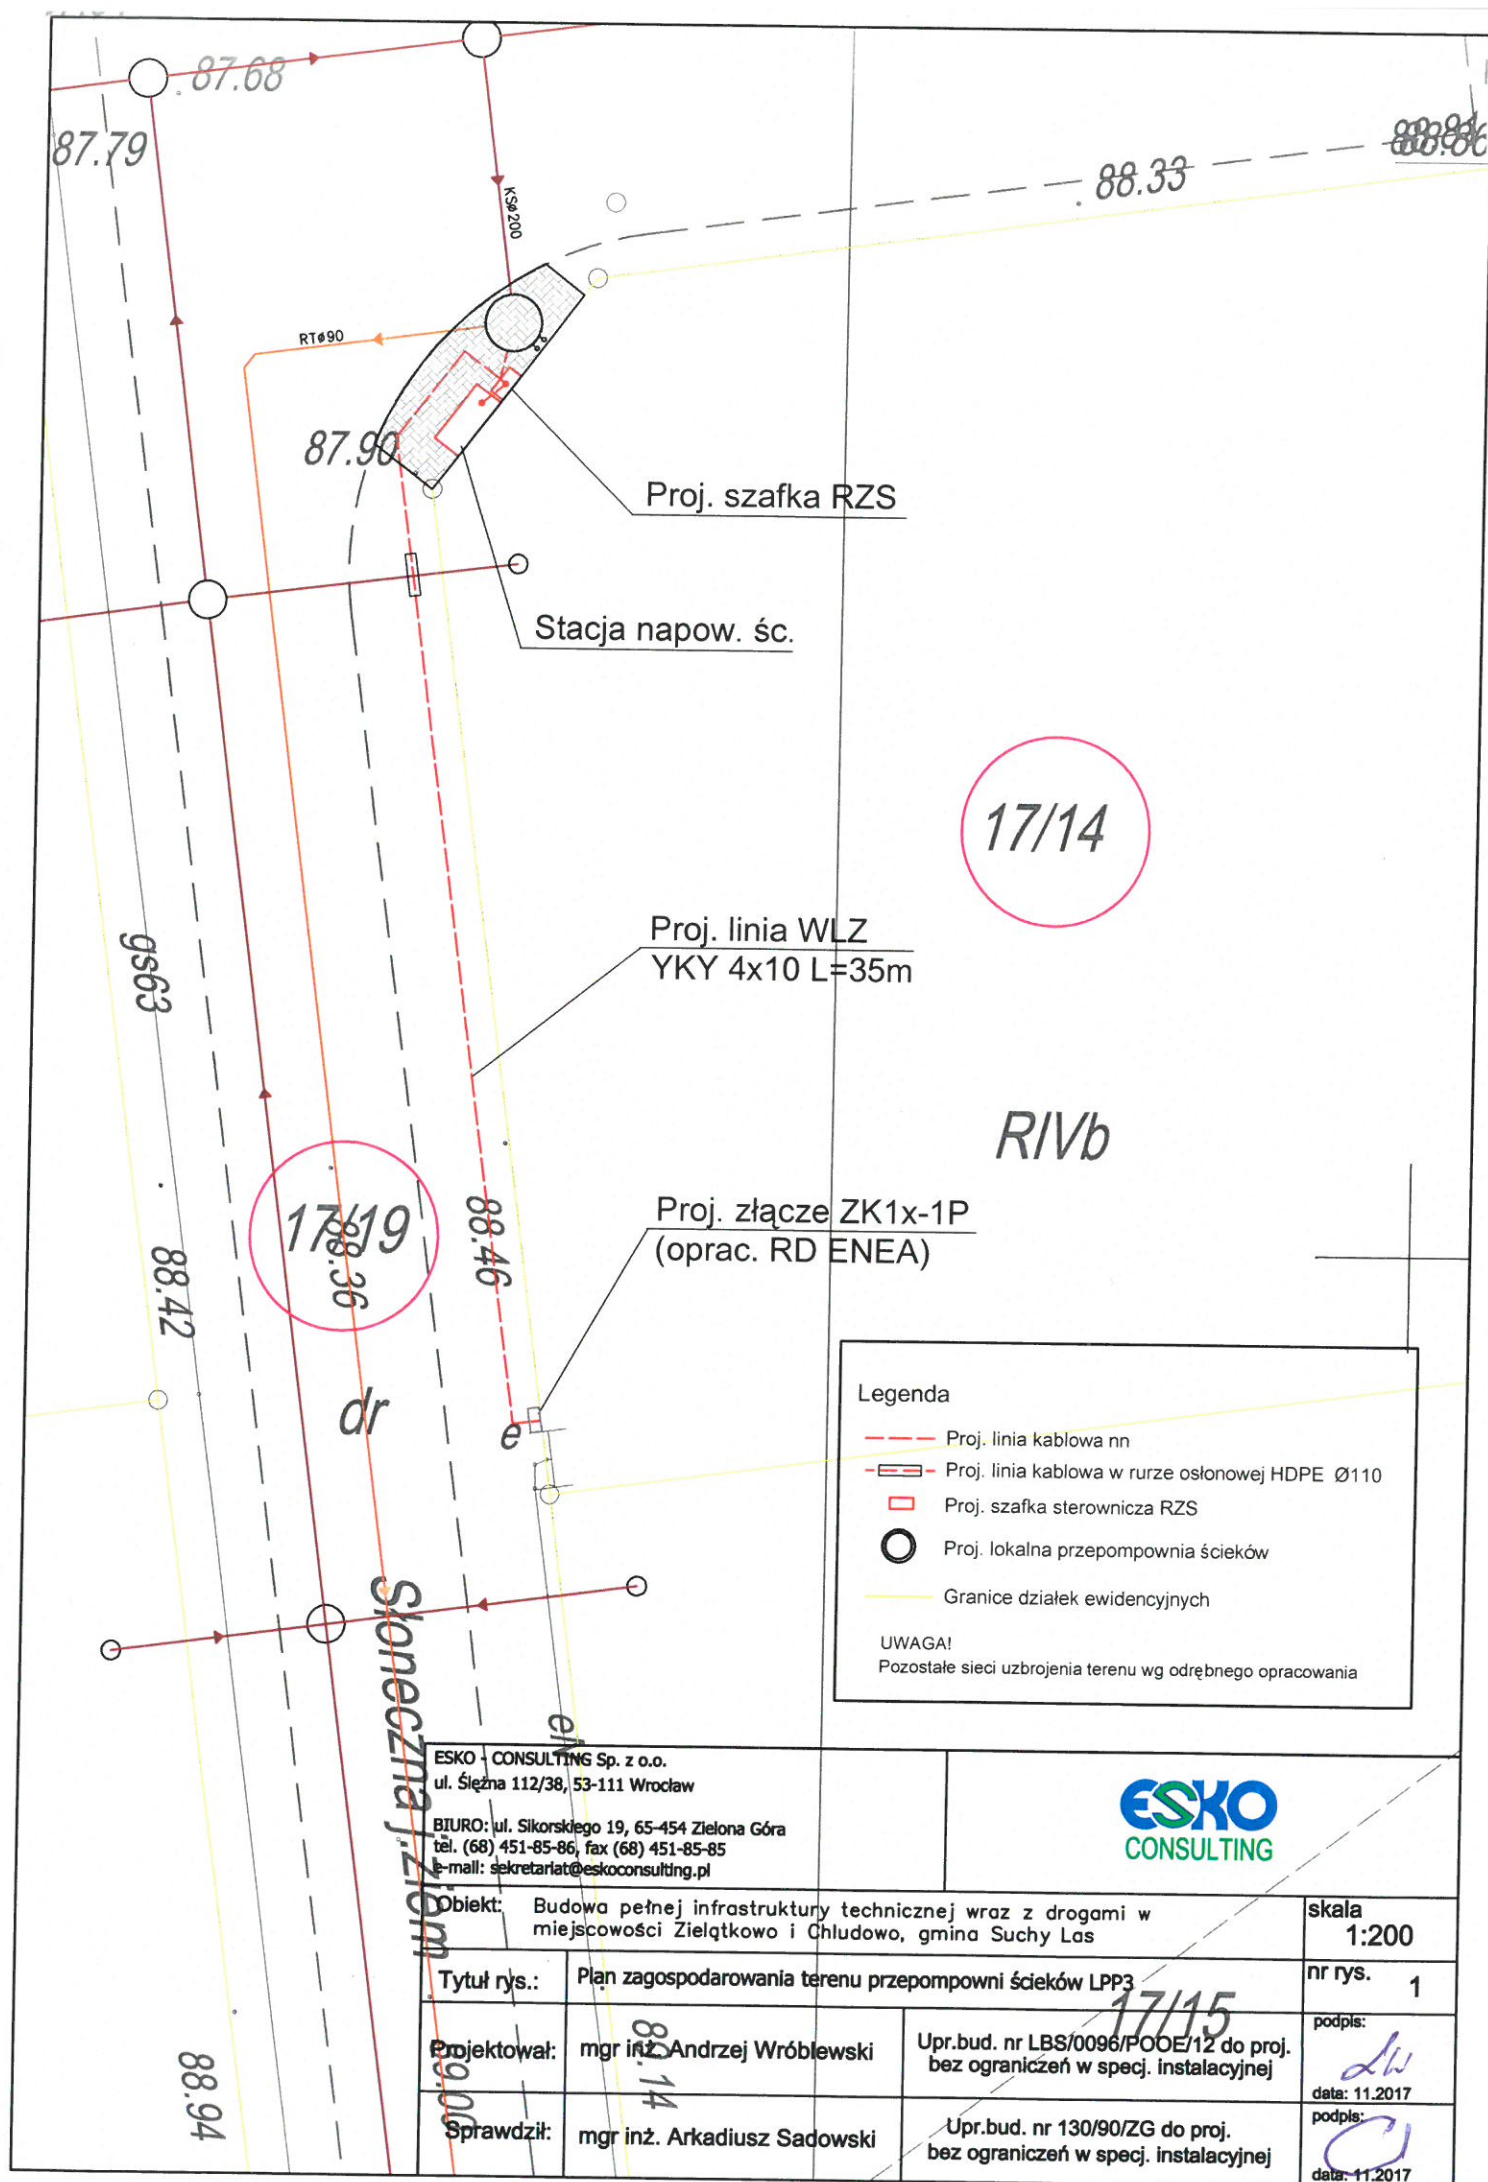 87.68
87.79
88.33
88.86
KSø200
RTø90
87.90
Proj. szafka RZS
Stacja napow. śc.
17/14
Proj. linia WLZ
YKY 4x10 L=35m
gs63
RIVb
Proj. złącze ZK1x-1P
(oprac. RD ENEA)
17/19
88.36
88.46
88.42
dr
e
Legenda
Proj. linia kablowa nn
Proj. linia kablowa w rurze osłonowej HDPE Ø110
Proj. szafka sterownicza RZS
Proj. lokalna przepompownia ścieków
Granice działek ewidencyjnych
UWAGA!
Pozostałe sieci uzbrojenia terenu wg odrębnego opracowania
Słoneczna j.ziem
eN
ESKO - CONSULTING Sp. z o.o.
ul. Ślężna 112/38, 53-111 Wrocław
BIURO: ul. Sikorskiego 19, 65-454 Zielona Góra
tel. (68) 451-85-86, fax (68) 451-85-85
e-mail: sekretariat@eskoconsulting.pl
ESKO
CONSULTING
Obiekt: Budowa pełnej infrastruktury technicznej wraz z drogami w
miejscowości Zielątkowo i Chludowo, gmina Suchy Las
skala
1:200
Tytuł rys.: Plan zagospodarowania terenu przepompowni ścieków LPP3
nr rys. 1
17/15
Projektował: mgr inż. Andrzej Wróblewski
Upr.bud. nr LBS/0096/POOE/12 do proj.
bez ograniczeń w specj. instalacyjnej
podpis:
data: 11.2017
89.14
89.00
88.94
Sprawdził: mgr inż. Arkadiusz Sadowski
Upr.bud. nr 130/90/ZG do proj.
bez ograniczeń w specj. instalacyjnej
podpis:
data: 11.2017